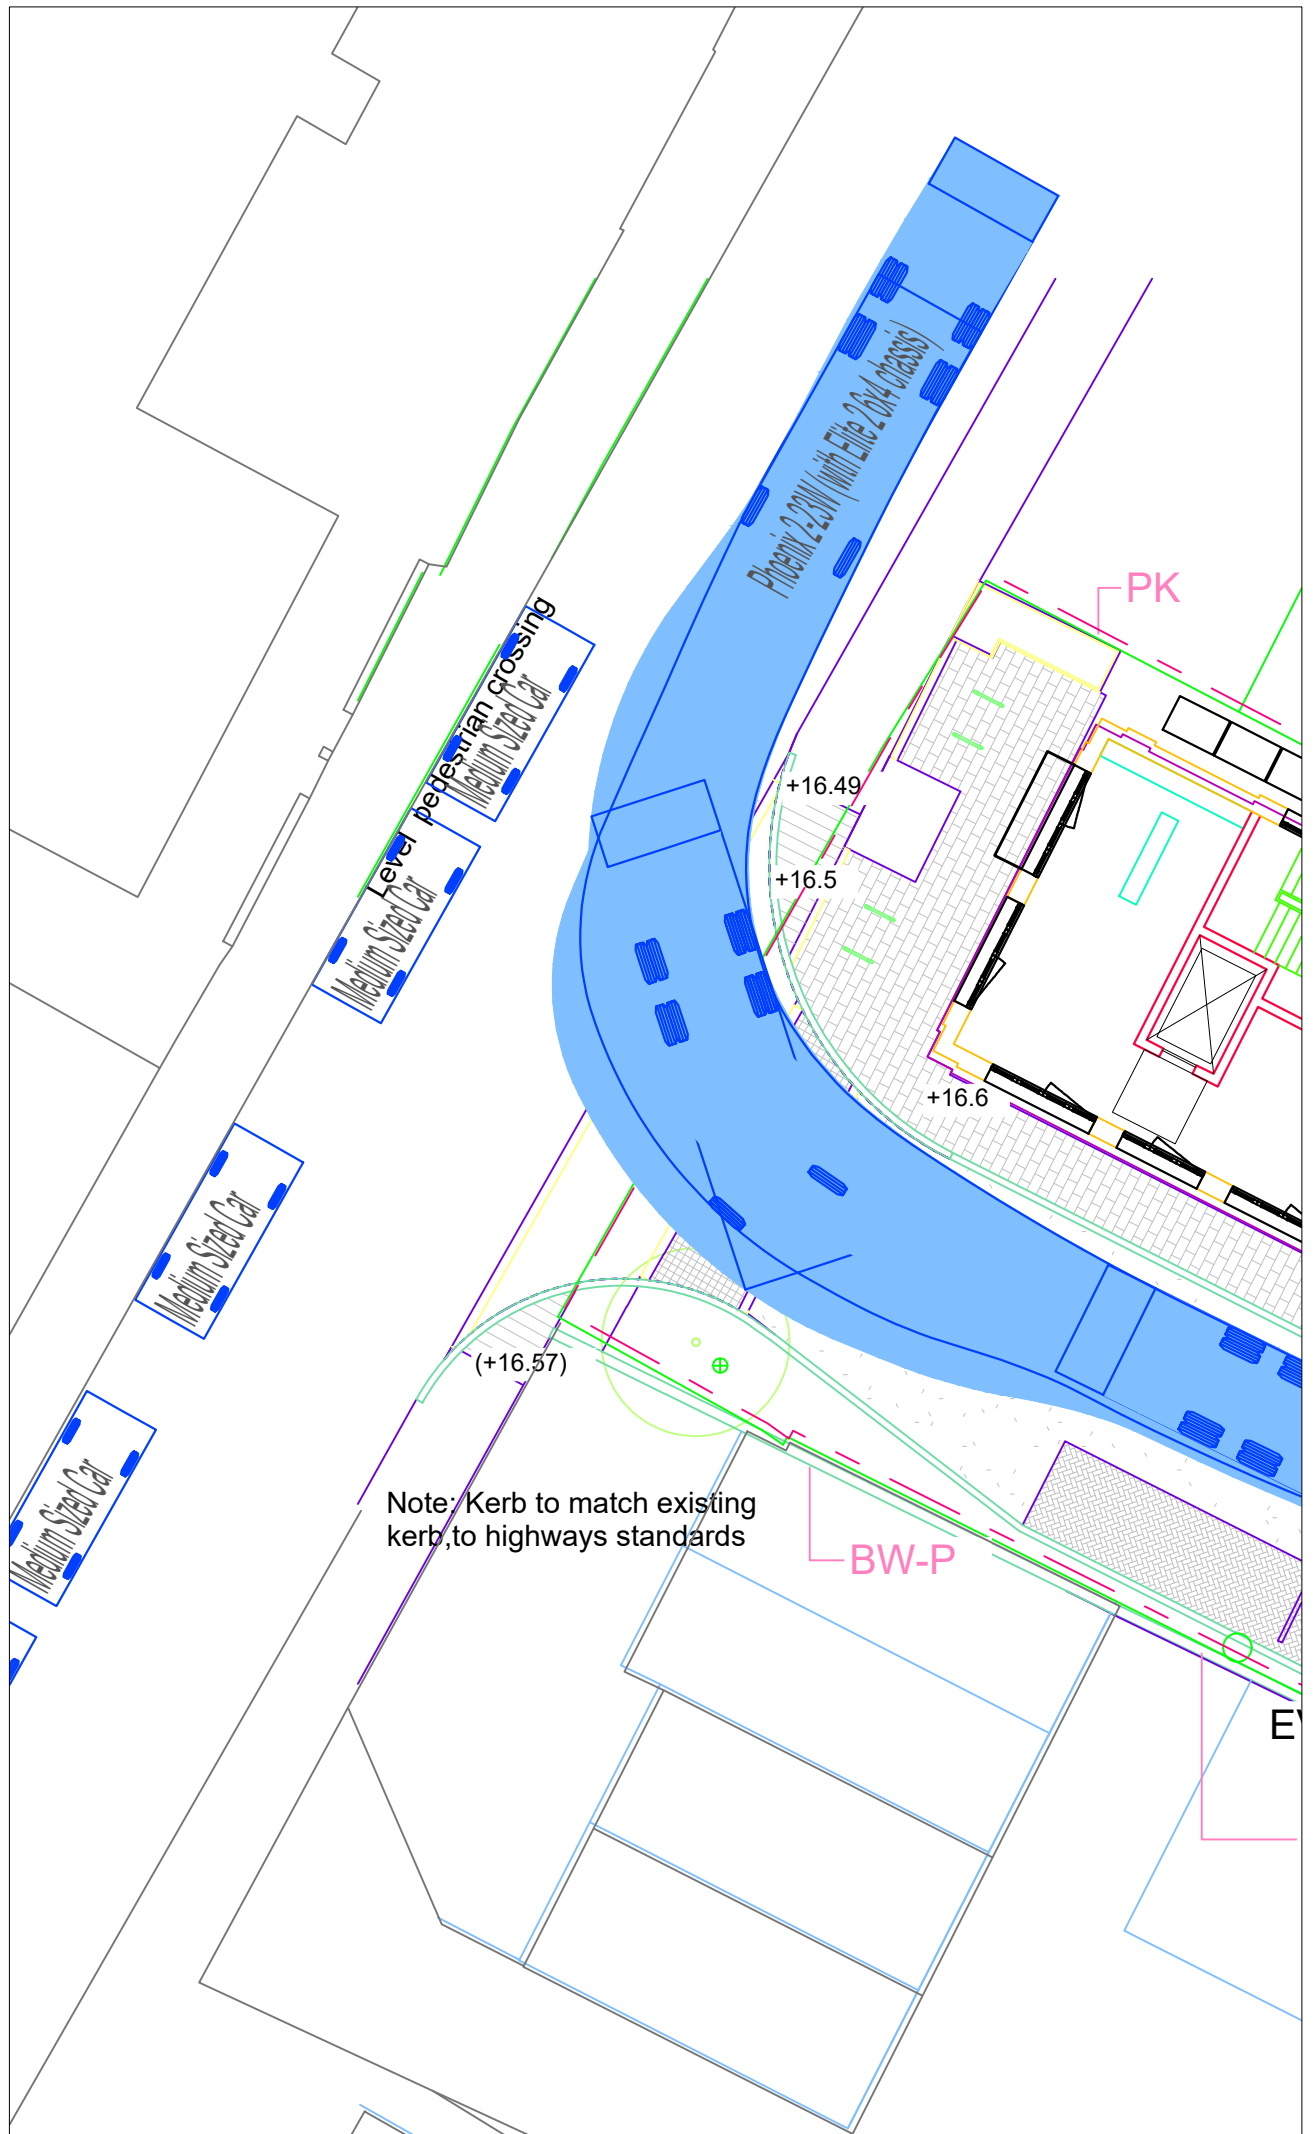 Phoenix 2-23W (with Elite 2 6x4 chassis)
PK
Level pedestrian crossing
Medium Sized Car
+16.49
+16.5
Medium Sized Car
+16.6
Medium Sized Car
(+16.57)
Medium Sized Car
Note: Kerb to match existing
kerb,to highways standards
BW-P